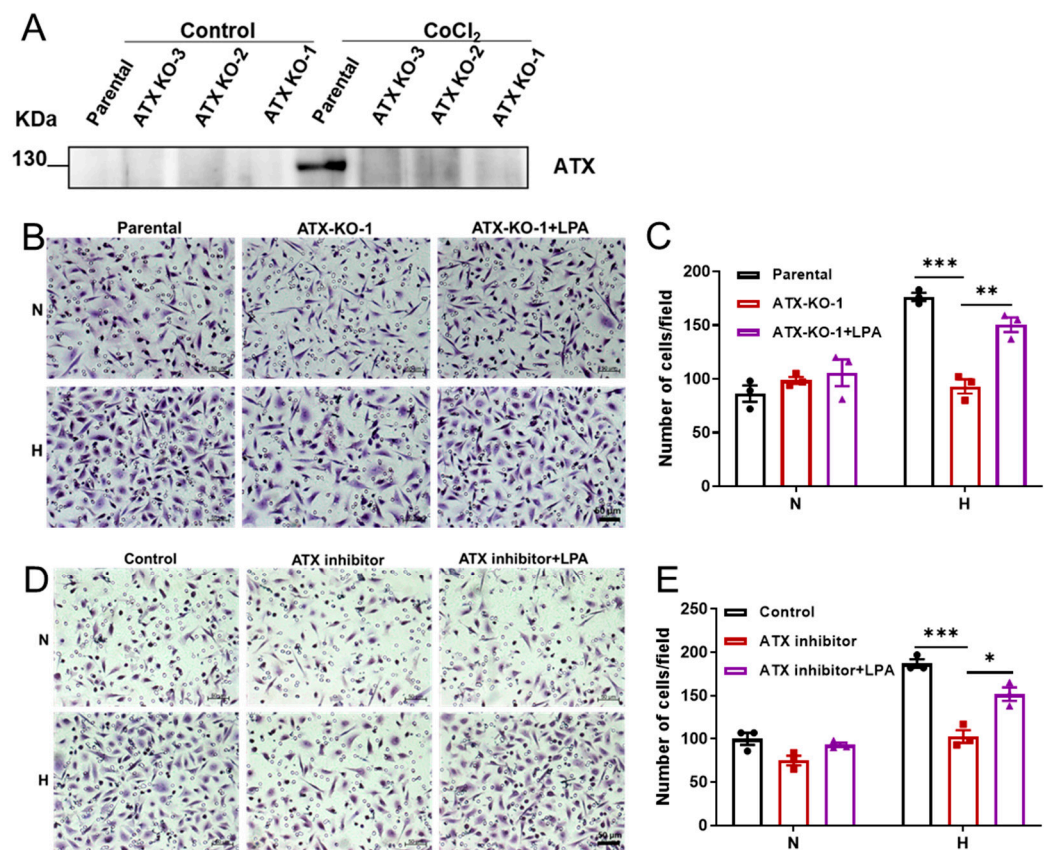 A
Control
CoCl2
Parental
ATX KO-3
ATX KO-2
ATX KO-1
Parental
ATX KO-3
ATX KO-2
ATX KO-1
KDa
130
ATX
B
Parental
ATX-KO-1
ATX-KO-1+LPA
N
H
50 μm
C
Number of cells/field
200
150
100
50
0
Parental
ATX-KO-1
ATX-KO-1+LPA
***
**
N
H
D
Control
ATX inhibitor
ATX inhibitor+LPA
N
H
50 μm
E
Number of cells/field
250
200
150
100
50
0
Control
ATX inhibitor
ATX inhibitor+LPA
***
*
N
H